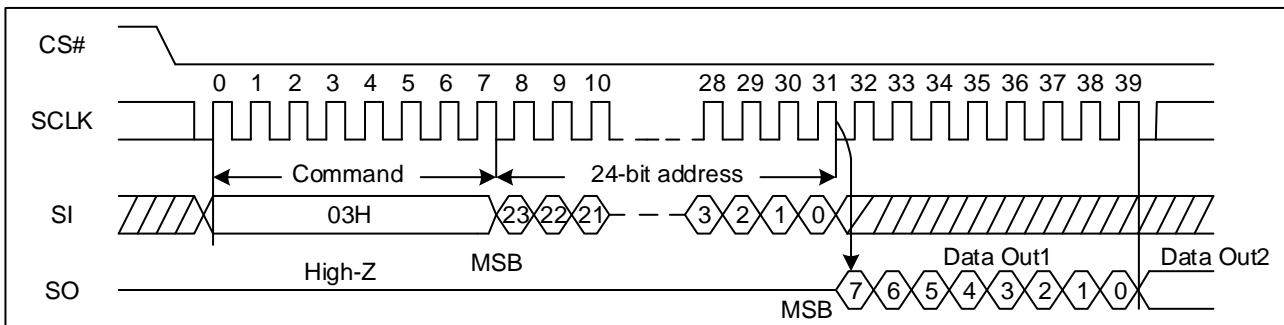 CS#
0 1 2 3 4 5 6 7 8 9 10 28 29 30 31 32 33 34 35 36 37 38 39
SCLK
Command 24-bit address
SI 03H 23 22 21 3 2 1 0
High-Z MSB Data Out1 Data Out2
SO MSB 7 6 5 4 3 2 1 0